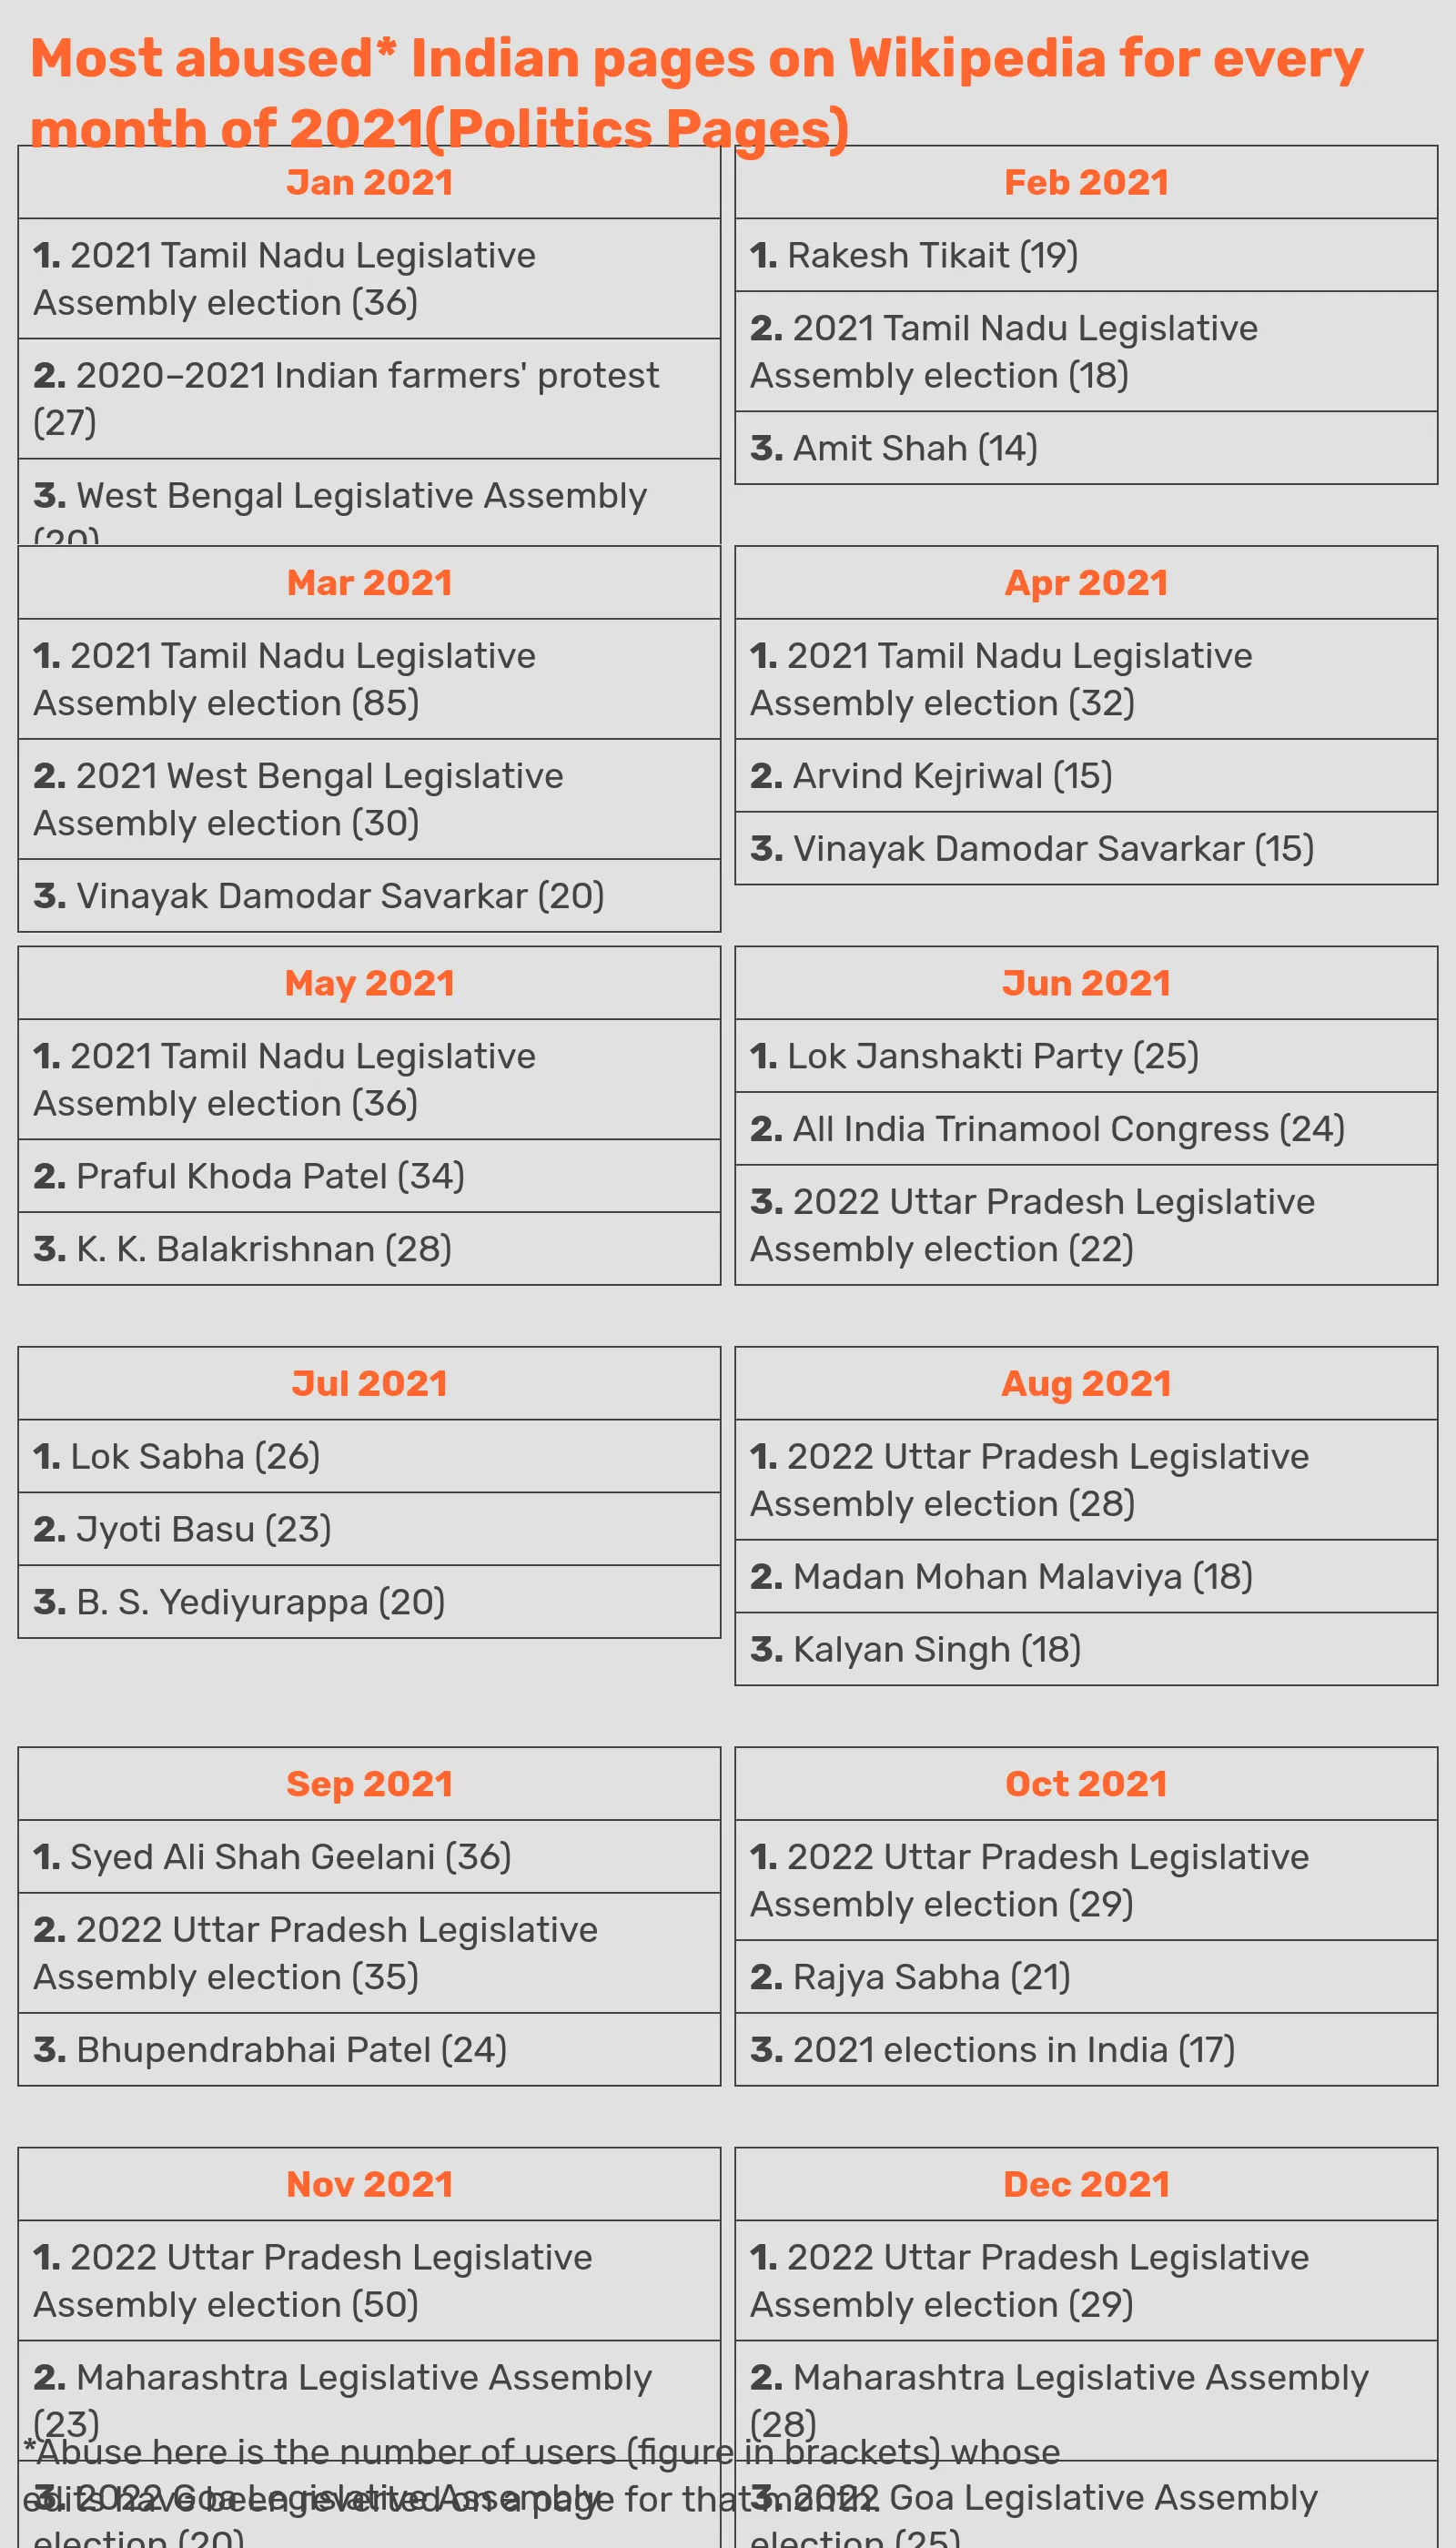 Most abused* Indian pages on Wikipedia for every
month of 2021(Politics Pages)
Jan 2021
1. 2021 Tamil Nadu Legislative
Assembly election (36)
2. 2020–2021 Indian farmers' protest
(27)
3. West Bengal Legislative Assembly
(20)
Feb 2021
1. Rakesh Tikait (19)
2. 2021 Tamil Nadu Legislative
Assembly election (18)
3. Amit Shah (14)
Mar 2021
1. 2021 Tamil Nadu Legislative
Assembly election (85)
2. 2021 West Bengal Legislative
Assembly election (30)
3. Vinayak Damodar Savarkar (20)
Apr 2021
1. 2021 Tamil Nadu Legislative
Assembly election (32)
2. Arvind Kejriwal (15)
3. Vinayak Damodar Savarkar (15)
May 2021
1. 2021 Tamil Nadu Legislative
Assembly election (36)
2. Praful Khoda Patel (34)
3. K. K. Balakrishnan (28)
Jun 2021
1. Lok Janshakti Party (25)
2. All India Trinamool Congress (24)
3. 2022 Uttar Pradesh Legislative
Assembly election (22)
Jul 2021
1. Lok Sabha (26)
2. Jyoti Basu (23)
3. B. S. Yediyurappa (20)
Aug 2021
1. 2022 Uttar Pradesh Legislative
Assembly election (28)
2. Madan Mohan Malaviya (18)
3. Kalyan Singh (18)
Sep 2021
1. Syed Ali Shah Geelani (36)
2. 2022 Uttar Pradesh Legislative
Assembly election (35)
3. Bhupendrabhai Patel (24)
Oct 2021
1. 2022 Uttar Pradesh Legislative
Assembly election (29)
2. Rajya Sabha (21)
3. 2021 elections in India (17)
Nov 2021
1. 2022 Uttar Pradesh Legislative
Assembly election (50)
2. Maharashtra Legislative Assembly
(23)
3. 2022 Goa Legislative Assembly
election (20)
Dec 2021
1. 2022 Uttar Pradesh Legislative
Assembly election (29)
2. Maharashtra Legislative Assembly
(28)
3. 2022 Goa Legislative Assembly
election (25)
*Abuse here is the number of users (figure in brackets) whose
edits have been reverted on a page for that month.